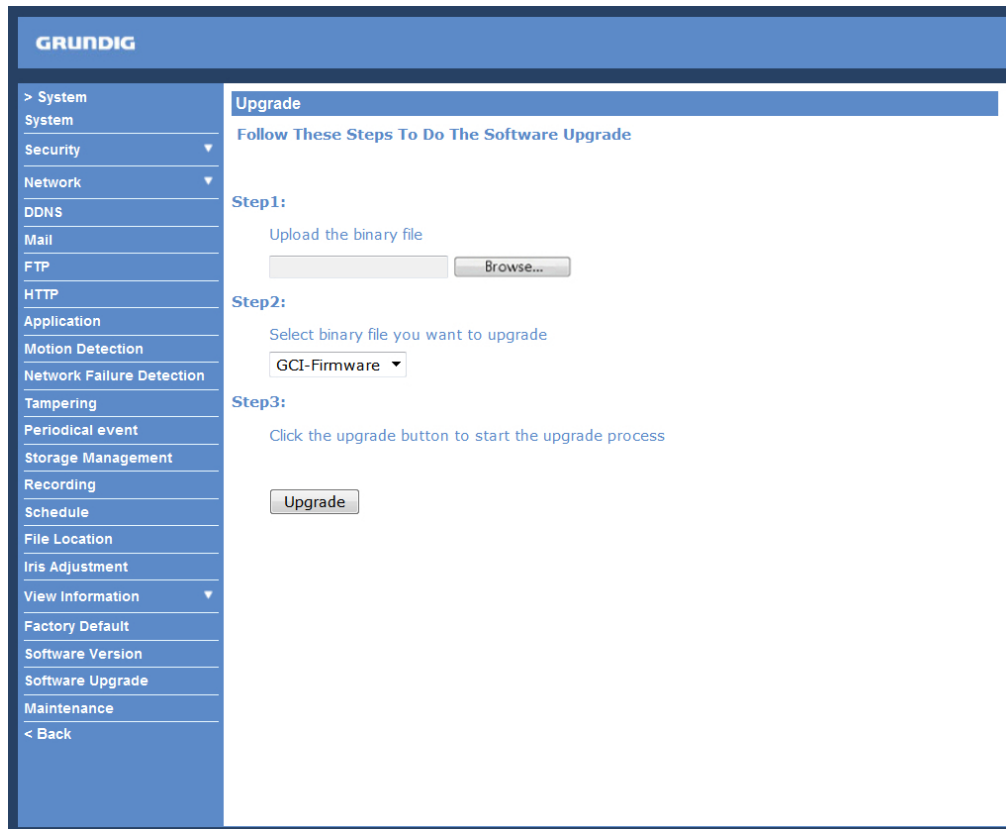 GRUNDIG
> System
System
Security
Network
DDNS
Mail
FTP
HTTP
Application
Motion Detection
Network Failure Detection
Tampering
Periodical event
Storage Management
Recording
Schedule
File Location
Iris Adjustment
View Information
Factory Default
Software Version
Software Upgrade
Maintenance
< Back
Upgrade
Follow These Steps To Do The Software Upgrade
Step1:
Upload the binary file
Browse...
Step2:
Select binary file you want to upgrade
GCI-Firmware
Step3:
Click the upgrade button to start the upgrade process
Upgrade